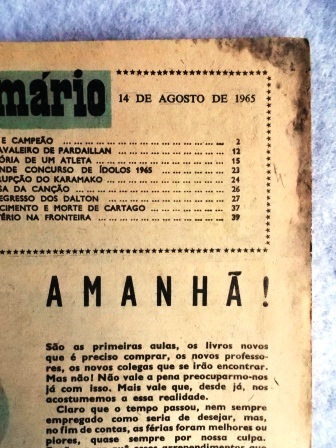 mário
14 DE AGOSTO DE 1965
E CAMPEÃO ... 2
AVALEIRO DE PARDAILLAN ... 12
ÓRIA DE UM ATLETA ... 15
NDE CONCURSO DE ÍDOLOS 1965 ... 23
RUPÇÃO DO KARAMAKO ... 24
SA DA CANÇÃO ... 26
EGRESSO DOS DALTON ... 27
CIMENTO E MORTE DE CARTAGO ... 37
TÉRIO NA FRONTEIRA ... 39
AMANHÃ!
São as primeiras aulas, os livros novos
que é preciso comprar, os novos professo-
res, os novos colegas que se irão encontrar.
Mas não! Não vale a pena preocuparmo-nos
já com isso. Mais vale que, desde já, nos
acostumemos a essa realidade.
Claro que o tempo passou, nem sempre
empregado como seria de desejar, mas,
no fim e contas, as férias foram melhores ou
piores, quase sempre por nossa culpa.